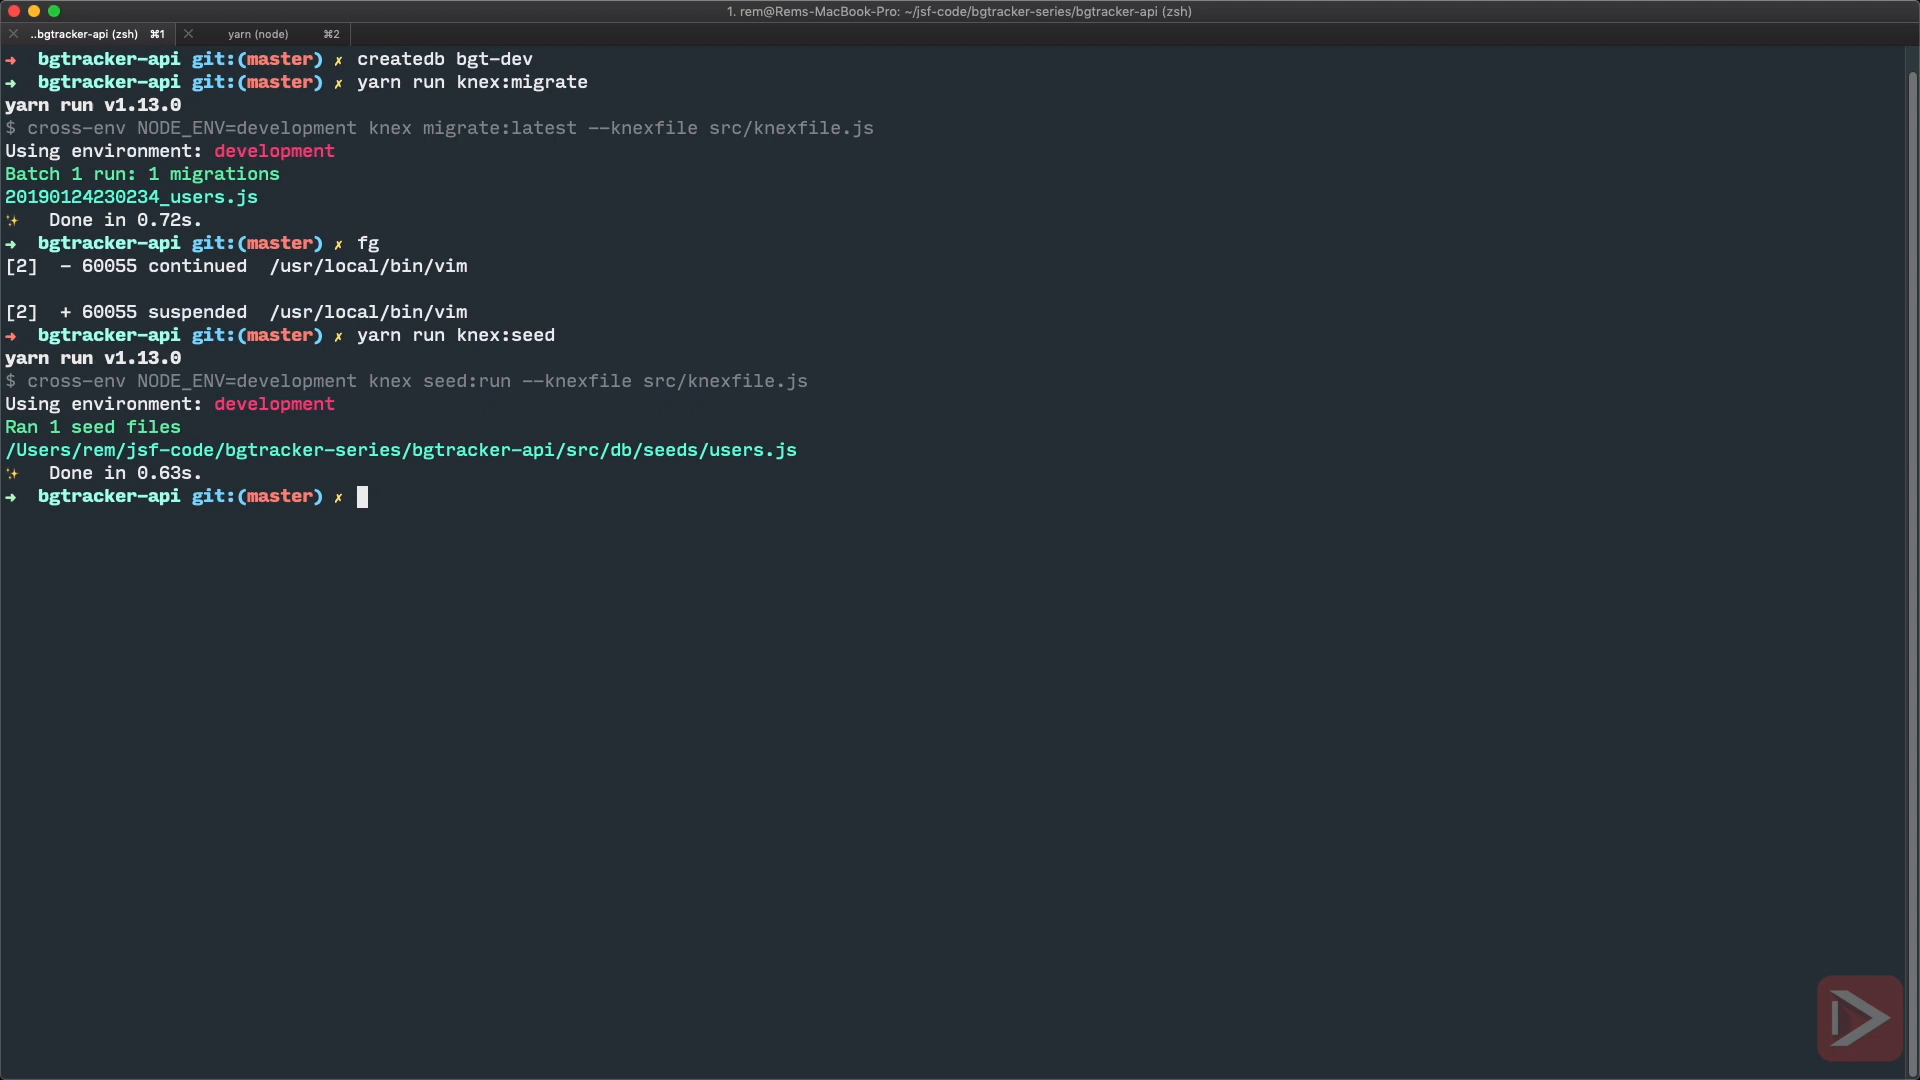 1. rem@Rems-MacBook-Pro: ~/jsf-code/bgtracker-series/bgtracker-api (zsh)
..bgtracker-api (zsh) ⌘1 yarn (node) ⌘2
➜ bgtracker-api git:(master) ✗ createdb bgt-dev
➜ bgtracker-api git:(master) ✗ yarn run knex:migrate
yarn run v1.13.0
$ cross-env NODE_ENV=development knex migrate:latest --knexfile src/knexfile.js
Using environment: development
Batch 1 run: 1 migrations
20190124230234_users.js
✨ Done in 0.72s.
➜ bgtracker-api git:(master) ✗ fg
[2] - 60055 continued /usr/local/bin/vim
[2] + 60055 suspended /usr/local/bin/vim
➜ bgtracker-api git:(master) ✗ yarn run knex:seed
yarn run v1.13.0
$ cross-env NODE_ENV=development knex seed:run --knexfile src/knexfile.js
Using environment: development
Ran 1 seed files
/Users/rem/jsf-code/bgtracker-series/bgtracker-api/src/db/seeds/users.js
✨ Done in 0.63s.
➜ bgtracker-api git:(master) ✗